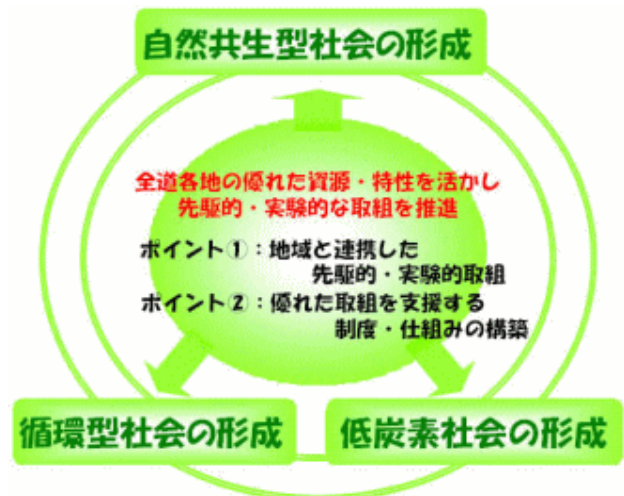 自然共生型社会の形成
全道各地の優れた資源・特性を活かし
先駆的・実験的な取組を推進
ポイント①：地域と連携した
先駆的・実験的取組
ポイント②：優れた取組を支援する
制度・仕組みの構築
循環型社会の形成
低炭素社会の形成